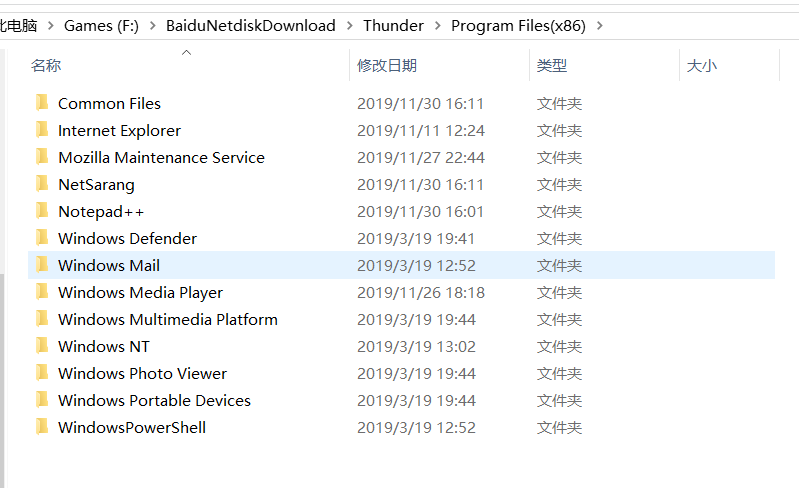 此电脑 > Games (F:) > BaiduNetdiskDownload > Thunder > Program Files(x86) >
名称 修改日期 类型 大小
Common Files 2019/11/30 16:11 文件夹
Internet Explorer 2019/11/11 12:24 文件夹
Mozilla Maintenance Service 2019/11/27 22:44 文件夹
NetSarang 2019/11/30 16:11 文件夹
Notepad++ 2019/11/30 16:01 文件夹
Windows Defender 2019/3/19 19:41 文件夹
Windows Mail 2019/3/19 12:52 文件夹
Windows Media Player 2019/11/26 18:18 文件夹
Windows Multimedia Platform 2019/3/19 19:44 文件夹
Windows NT 2019/3/19 13:02 文件夹
Windows Photo Viewer 2019/3/19 19:44 文件夹
Windows Portable Devices 2019/3/19 19:44 文件夹
WindowsPowerShell 2019/3/19 12:52 文件夹